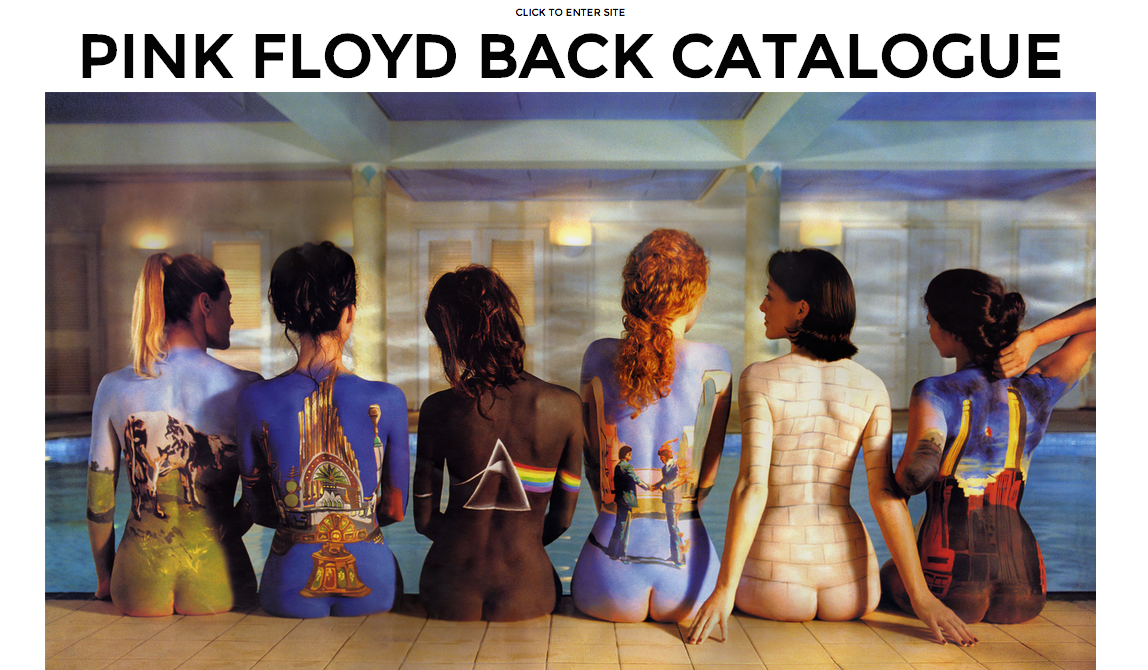 CLICK TO ENTER SITE
PINK FLOYD BACK CATALOGUE